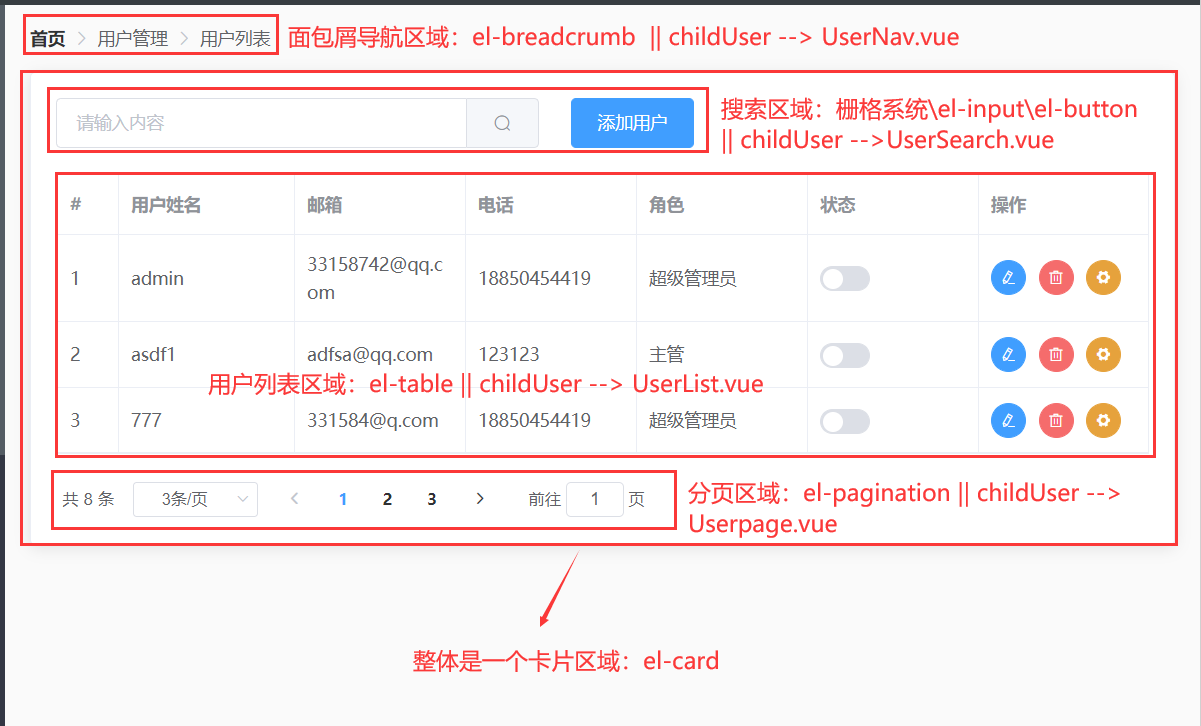 首页 > 用户管理 > 用户列表 面包屑导航区域：el-breadcrumb || childUser --> UserNav.vue
请输入内容 添加用户
搜索区域：栅格系统\el-input\el-button
|| childUser -->UserSearch.vue
# 用户姓名 邮箱 电话 角色 状态 操作
1 admin 33158742@qq.c
om 18850454419 超级管理员
2 asdf1 adfsa@qq.com 123123 主管
用户列表区域：el-table || childUser --> UserList.vue
3 777 331584@q.com 18850454419 超级管理员
共 8 条 3条/页 < 1 2 3 > 前往 1 页
分页区域：el-pagination || childUser -->
Userpage.vue
整体是一个卡片区域：el-card